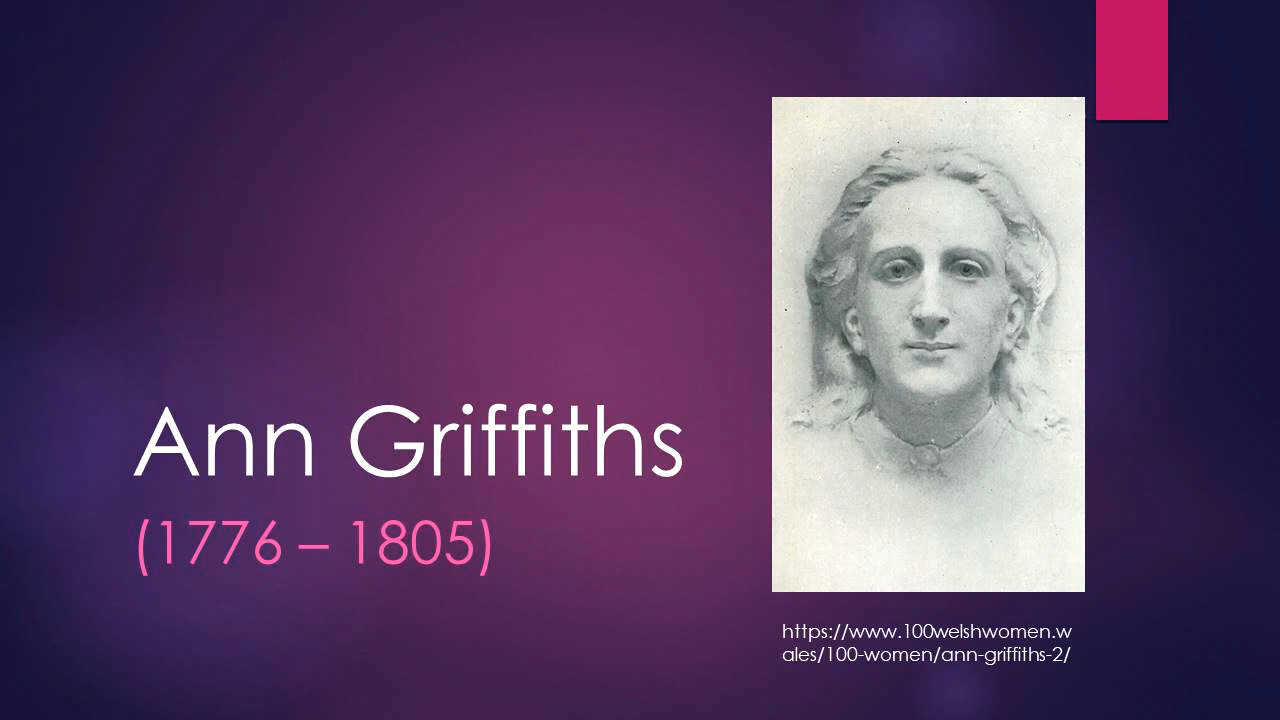 Ann Griffiths
(1776 – 1805)
https://www.100welshwomen.w
ales/100-women/ann-griffiths-2/